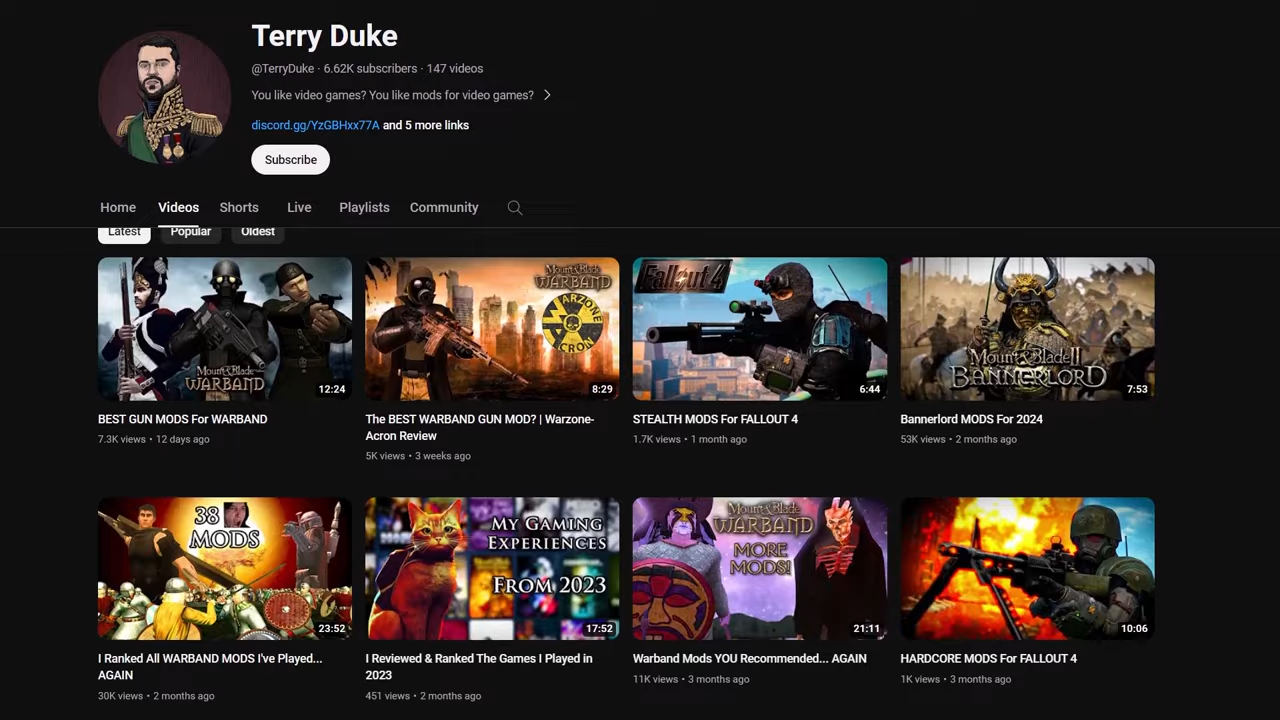 Terry Duke
@TerryDuke · 6.62K subscribers · 147 videos
You like video games? You like mods for video games?
discord.gg/YzGBHxx77A and 5 more links
Subscribe
Home Videos Shorts Live Playlists Community
Latest Popular Oldest
Mount&Blade
WARBAND
12:24
Mount&Blade
WARBAND
WARZONE
ACRON
8:29
Fallout 4
6:44
Mount&Blade II
BANNERLORD
7:53
BEST GUN MODS For WARBAND
7.3K views • 12 days ago
The BEST WARBAND GUN MOD? | Warzone-
Acron Review
5K views • 3 weeks ago
STEALTH MODS For FALLOUT 4
1.7K views • 1 month ago
Bannerlord MODS For 2024
53K views • 2 months ago
38
MODS
23:52
MY GAMING
EXPERIENCES
FROM 2023
17:52
Mount&Blade
WARBAND
MORE
MODS!
21:11
10:06
I Ranked All WARBAND MODS I've Played...
AGAIN
30K views • 2 months ago
I Reviewed & Ranked The Games I Played in
2023
451 views • 2 months ago
Warband Mods YOU Recommended... AGAIN
11K views • 3 months ago
HARDCORE MODS For FALLOUT 4
1K views • 3 months ago